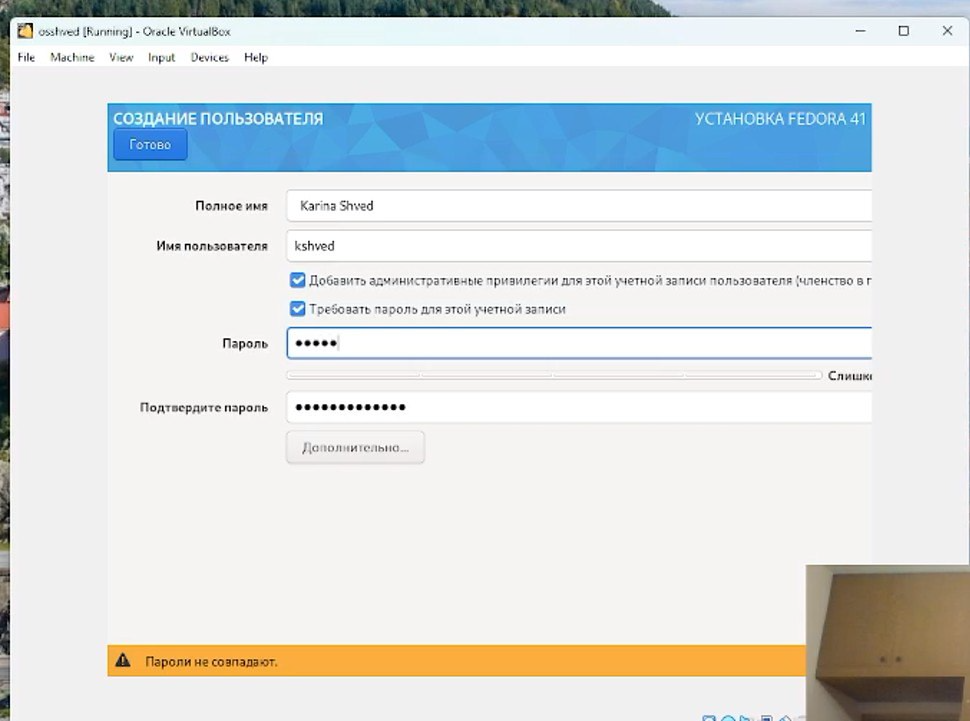 osshved [Running] - Oracle VirtualBox
File Machine View Input Devices Help
СОЗДАНИЕ ПОЛЬЗОВАТЕЛЯ
УСТАНОВКА FEDORA 41
Готово
Полное имя
Karina Shved
Имя пользователя
kshved
Добавить административные привилегии для этой учетной записи пользователя (членство в г
Требовать пароль для этой учетной записи
Пароль
•••••
Слишко
Подтвердите пароль
•••••••••••••
Дополнительно...
Пароли не совпадают.